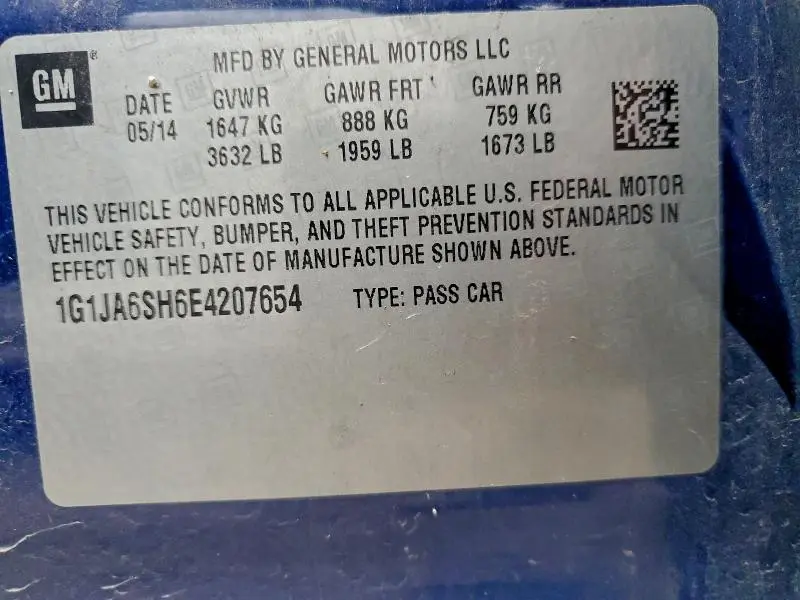 GM
MFD BY GENERAL MOTORS LLC
DATE GVWR GAWR FRT GAWR RR
05/14 1647 KG 888 KG 759 KG
3632 LB 1959 LB 1673 LB
THIS VEHICLE CONFORMS TO ALL APPLICABLE U.S. FEDERAL MOTOR
VEHICLE SAFETY, BUMPER, AND THEFT PREVENTION STANDARDS IN
EFFECT ON THE DATE OF MANUFACTURE SHOWN ABOVE.
1G1JA6SH6E4207654 TYPE: PASS CAR